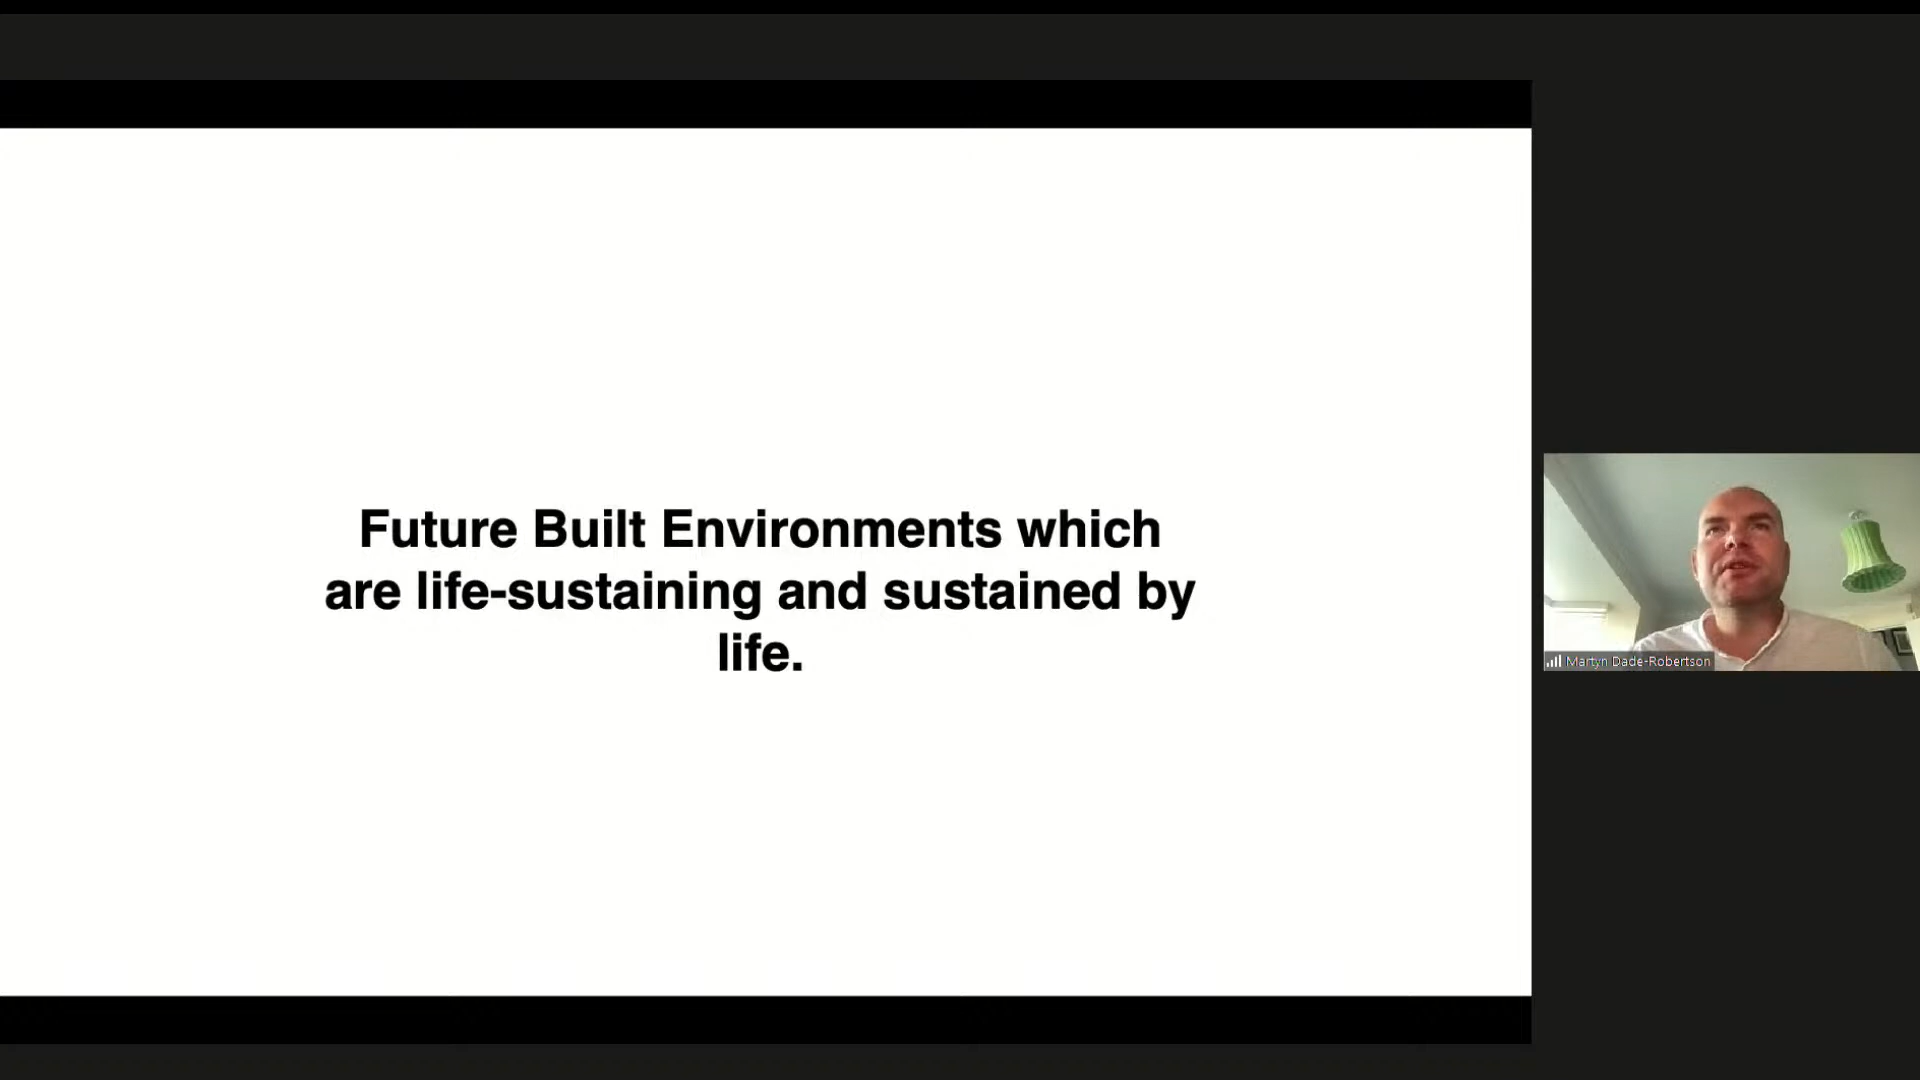 Future Built Environments which
are life-sustaining and sustained by
life.
Martyn Dade-Robertson